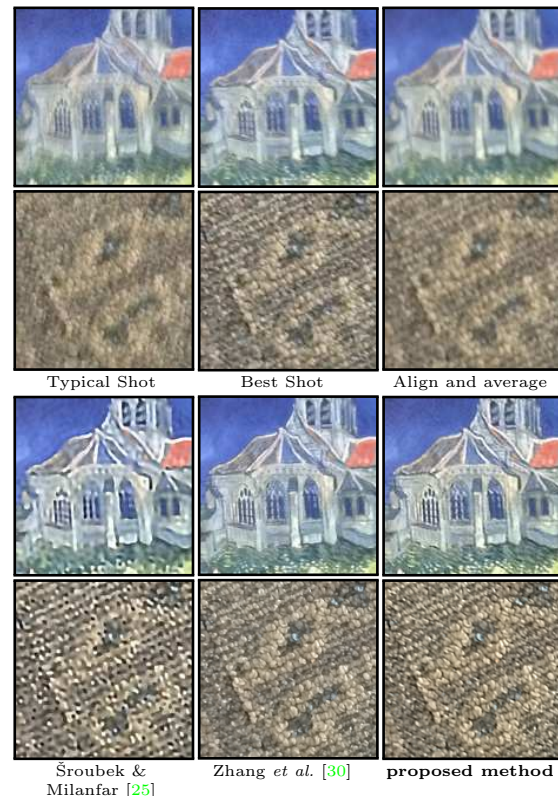 Typical Shot Best Shot Align and average
Šroubek & Zhang et al. [30] proposed method
Milanfar [25]